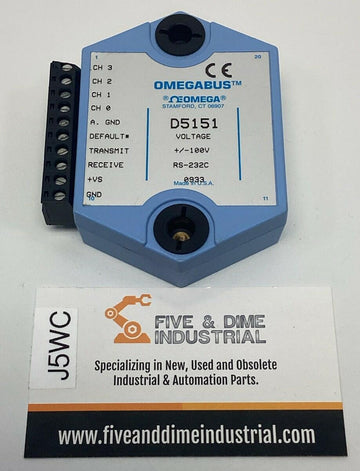 1
20
CH 3
CH 2
CH 1
CH 0
A. GND
DEFAULT*
TRANSMIT
RECEIVE
+VS
GND
10
CE
OMEGABUS™
OMEGA®
STAMFORD, CT 06907
D5151
VOLTAGE
+/-100V
RS-232C
0933
Made in U.S.A.
11
J5WC
FIVE & DIME
INDUSTRIAL
Specializing in New, Used and Obsolete
Industrial & Automation Parts.
www.fiveanddimeindustrial.com